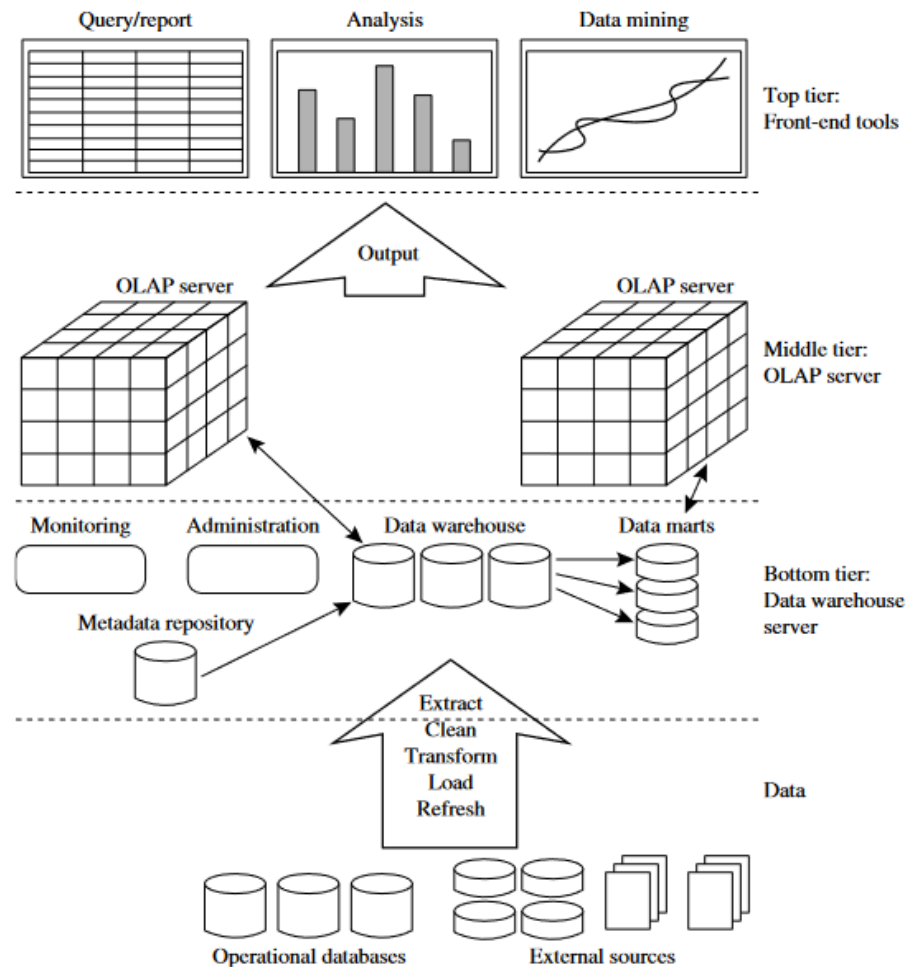 Query/report
Analysis
Data mining
Top tier:
Front-end tools
Output
OLAP server
OLAP server
Middle tier:
OLAP server
Monitoring
Administration
Data warehouse
Data marts
Bottom tier:
Data warehouse
server
Metadata repository
Extract
Clean
Transform
Load
Refresh
Data
Operational databases
External sources